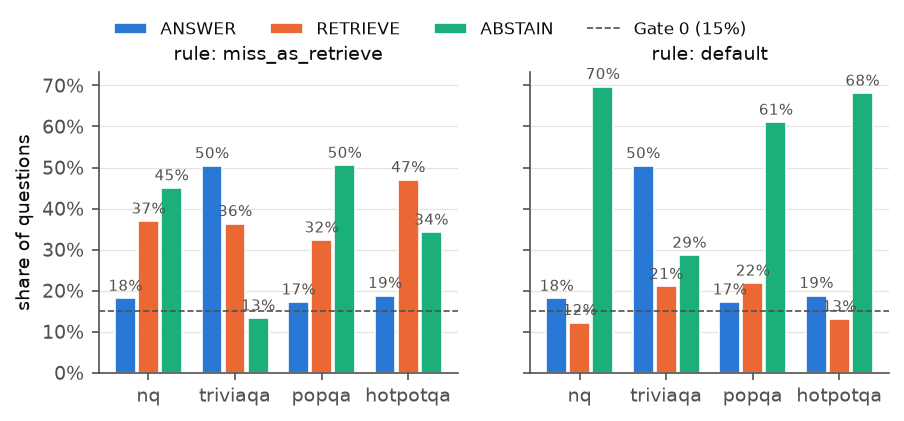 ANSWER RETRIEVE ABSTAIN Gate 0 (15%)
rule: miss_as_retrieve
rule: default
share of questions
70%
60%
50%
40%
30%
20%
10%
0%
18% 37% 45% 50% 36% 13% 17% 32% 50% 19% 47% 34%
nq triviaqa popqa hotpotqa
18% 12% 70% 50% 21% 29% 17% 22% 61% 19% 13% 68%
nq triviaqa popqa hotpotqa